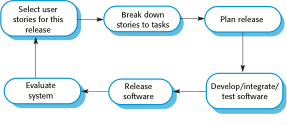 Select user
stories for this
release
Break down
stories to tasks
Plan release
Develop/integrate/
test software
Release
software
Evaluate
system